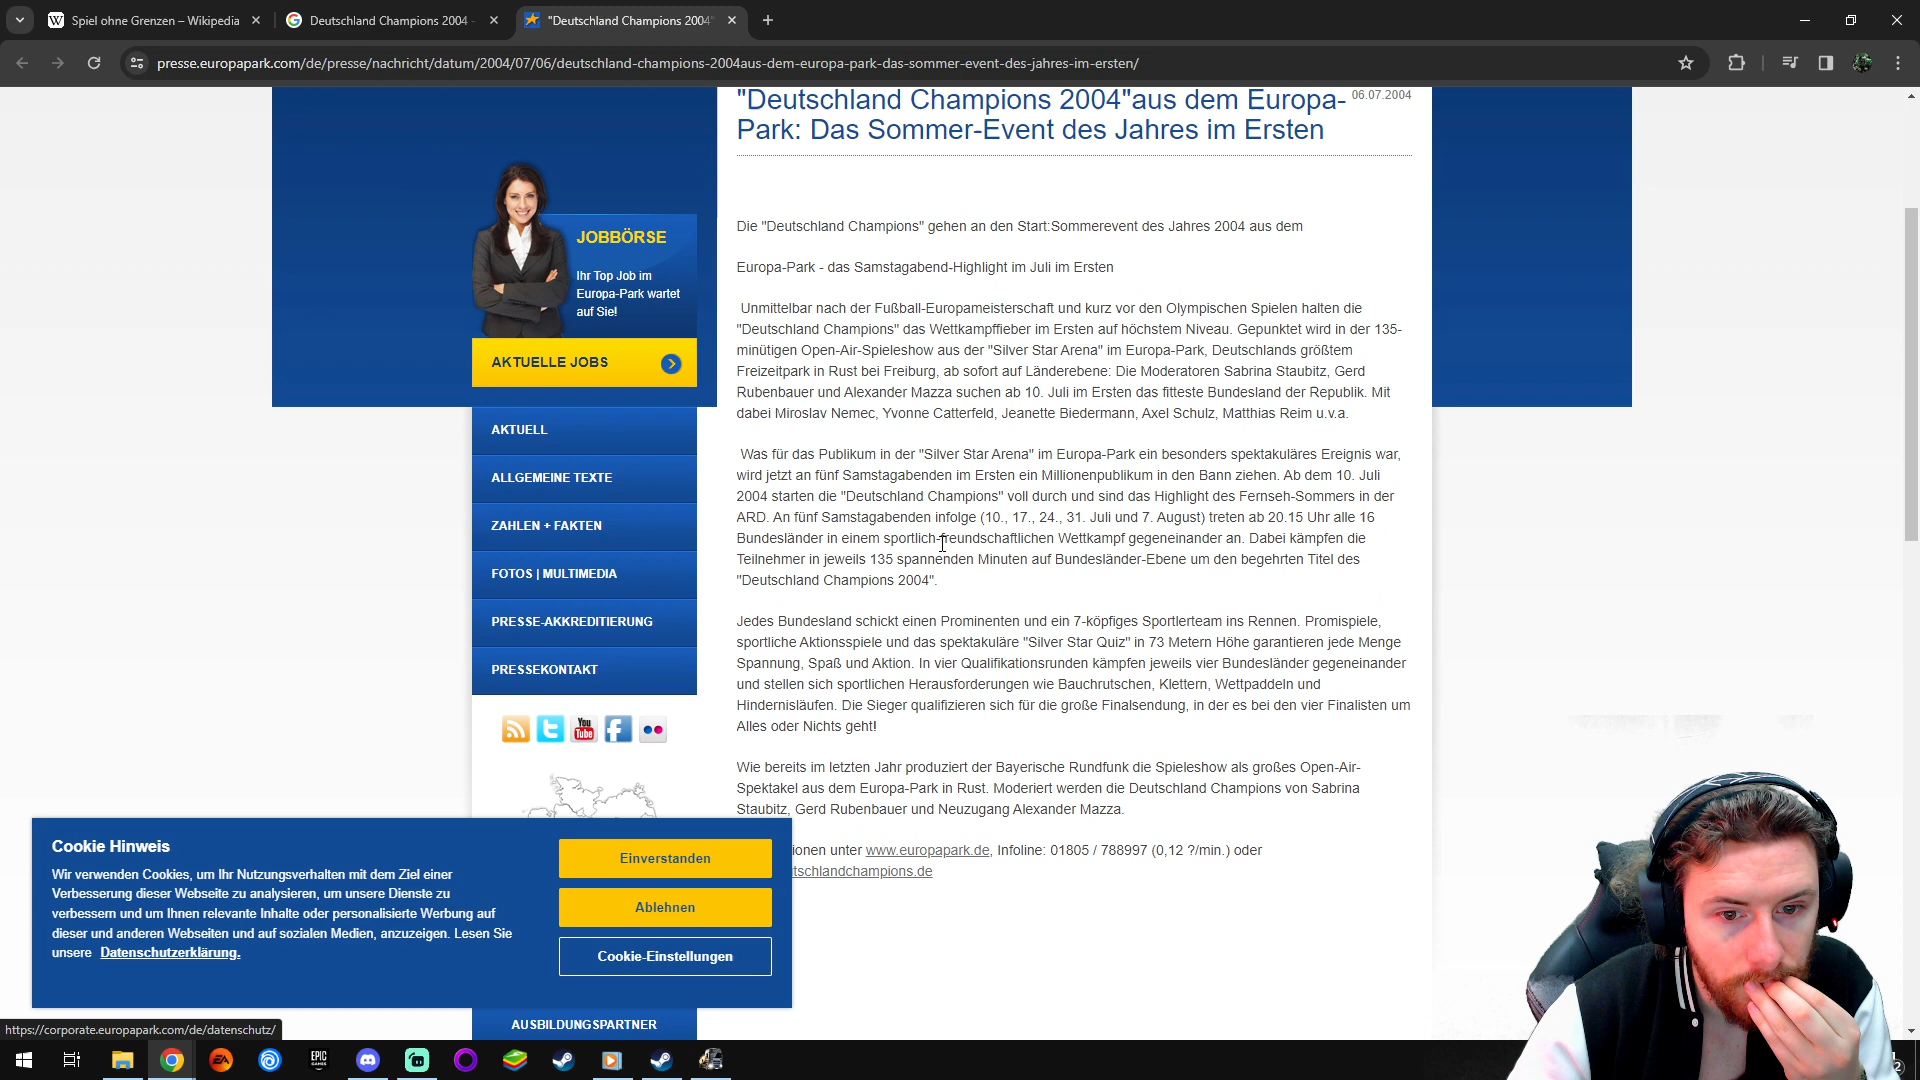 Spiel ohne Grenzen – Wikipedia
Deutschland Champions 2004
"Deutschland Champions 2004"
presse.europapark.com/de/presse/nachricht/datum/2004/07/06/deutschland-champions-2004aus-dem-europa-park-das-sommer-event-des-jahres-im-ersten/
"Deutschland Champions 2004"aus dem Europa-
06.07.2004
Park: Das Sommer-Event des Jahres im Ersten
Die "Deutschland Champions" gehen an den Start:Sommerevent des Jahres 2004 aus dem
Europa-Park - das Samstagabend-Highlight im Juli im Ersten
Unmittelbar nach der Fußball-Europameisterschaft und kurz vor den Olympischen Spielen halten die
"Deutschland Champions" das Wettkampffieber im Ersten auf höchstem Niveau. Gepunktet wird in der 135-
minütigen Open-Air-Spieleshow aus der "Silver Star Arena" im Europa-Park, Deutschlands größtem
Freizeitpark in Rust bei Freiburg, ab sofort auf Länderebene: Die Moderatoren Sabrina Staubitz, Gerd
Rubenbauer und Alexander Mazza suchen ab 10. Juli im Ersten das fitteste Bundesland der Republik. Mit
dabei Miroslav Nemec, Yvonne Catterfeld, Jeanette Biedermann, Axel Schulz, Matthias Reim u.v.a.
Was für das Publikum in der "Silver Star Arena" im Europa-Park ein besonders spektakuläres Ereignis war,
wird jetzt an fünf Samstagabenden im Ersten ein Millionenpublikum in den Bann ziehen. Ab dem 10. Juli
2004 starten die "Deutschland Champions" voll durch und sind das Highlight des Fernseh-Sommers in der
ARD. An fünf Samstagabenden infolge (10., 17., 24., 31. Juli und 7. August) treten ab 20.15 Uhr alle 16
Bundesländer in einem sportlich-freundschaftlichen Wettkampf gegeneinander an. Dabei kämpfen die
Teilnehmer in jeweils 135 spannenden Minuten auf Bundesländer-Ebene um den begehrten Titel des
"Deutschland Champions 2004".
Jedes Bundesland schickt einen Prominenten und ein 7-köpfiges Sportlerteam ins Rennen. Promispiele,
sportliche Aktionsspiele und das spektakuläre "Silver Star Quiz" in 73 Metern Höhe garantieren jede Menge
Spannung, Spaß und Aktion. In vier Qualifikationsrunden kämpfen jeweils vier Bundesländer gegeneinander
und stellen sich sportlichen Herausforderungen wie Bauchrutschen, Klettern, Wettpaddeln und
Hindernisläufen. Die Sieger qualifizieren sich für die große Finalsendung, in der es bei den vier Finalisten um
Alles oder Nichts geht!
Wie bereits im letzten Jahr produziert der Bayerische Rundfunk die Spieleshow als großes Open-Air-
Spektakel aus dem Europa-Park in Rust. Moderiert werden die Deutschland Champions von Sabrina
Staubitz, Gerd Rubenbauer und Neuzugang Alexander Mazza.
ionen unter www.europapark.de, Infoline: 01805 / 788997 (0,12 ?/min.) oder
tschlandchampions.de
JOBBÖRSE
Ihr Top Job im
Europa-Park wartet
auf Sie!
AKTUELLE JOBS
AKTUELL
ALLGEMEINE TEXTE
ZAHLEN + FAKTEN
FOTOS | MULTIMEDIA
PRESSE-AKKREDITIERUNG
PRESSEKONTAKT
You
Tube
Cookie Hinweis
Wir verwenden Cookies, um Ihr Nutzungsverhalten mit dem Ziel einer
Verbesserung dieser Webseite zu analysieren, um unsere Dienste zu
verbessern und um Ihnen relevante Inhalte oder personalisierte Werbung auf
dieser und anderen Webseiten und auf sozialen Medien, anzuzeigen. Lesen Sie
unsere Datenschutzerklärung.
Einverstanden
Ablehnen
Cookie-Einstellungen
AUSBILDUNGSPARTNER
https://corporate.europapark.com/de/datenschutz/
EA
EPIC